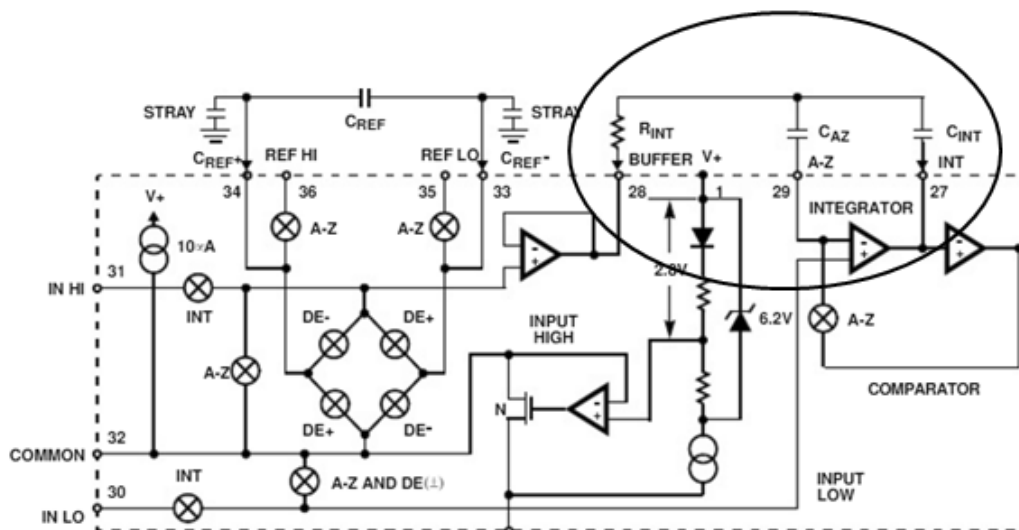 STRAY
C_REF
STRAY
R_INT
C_AZ
C_INT
C_REF+
REF HI
REF LO
C_REF-
BUFFER
V+
A-Z
INT
34
36
35
33
28
1
29
27
V+
A-Z
A-Z
INTEGRATOR
10∝A
- +
- +
- +
31
2.8V
IN HI
INT
DE-
DE+
INPUT
HIGH
6.2V
A-Z
A-Z
COMPARATOR
DE+
DE-
N
- +
32
COMMON
INT
A-Z AND DE(⊥)
INPUT
LOW
30
IN LO